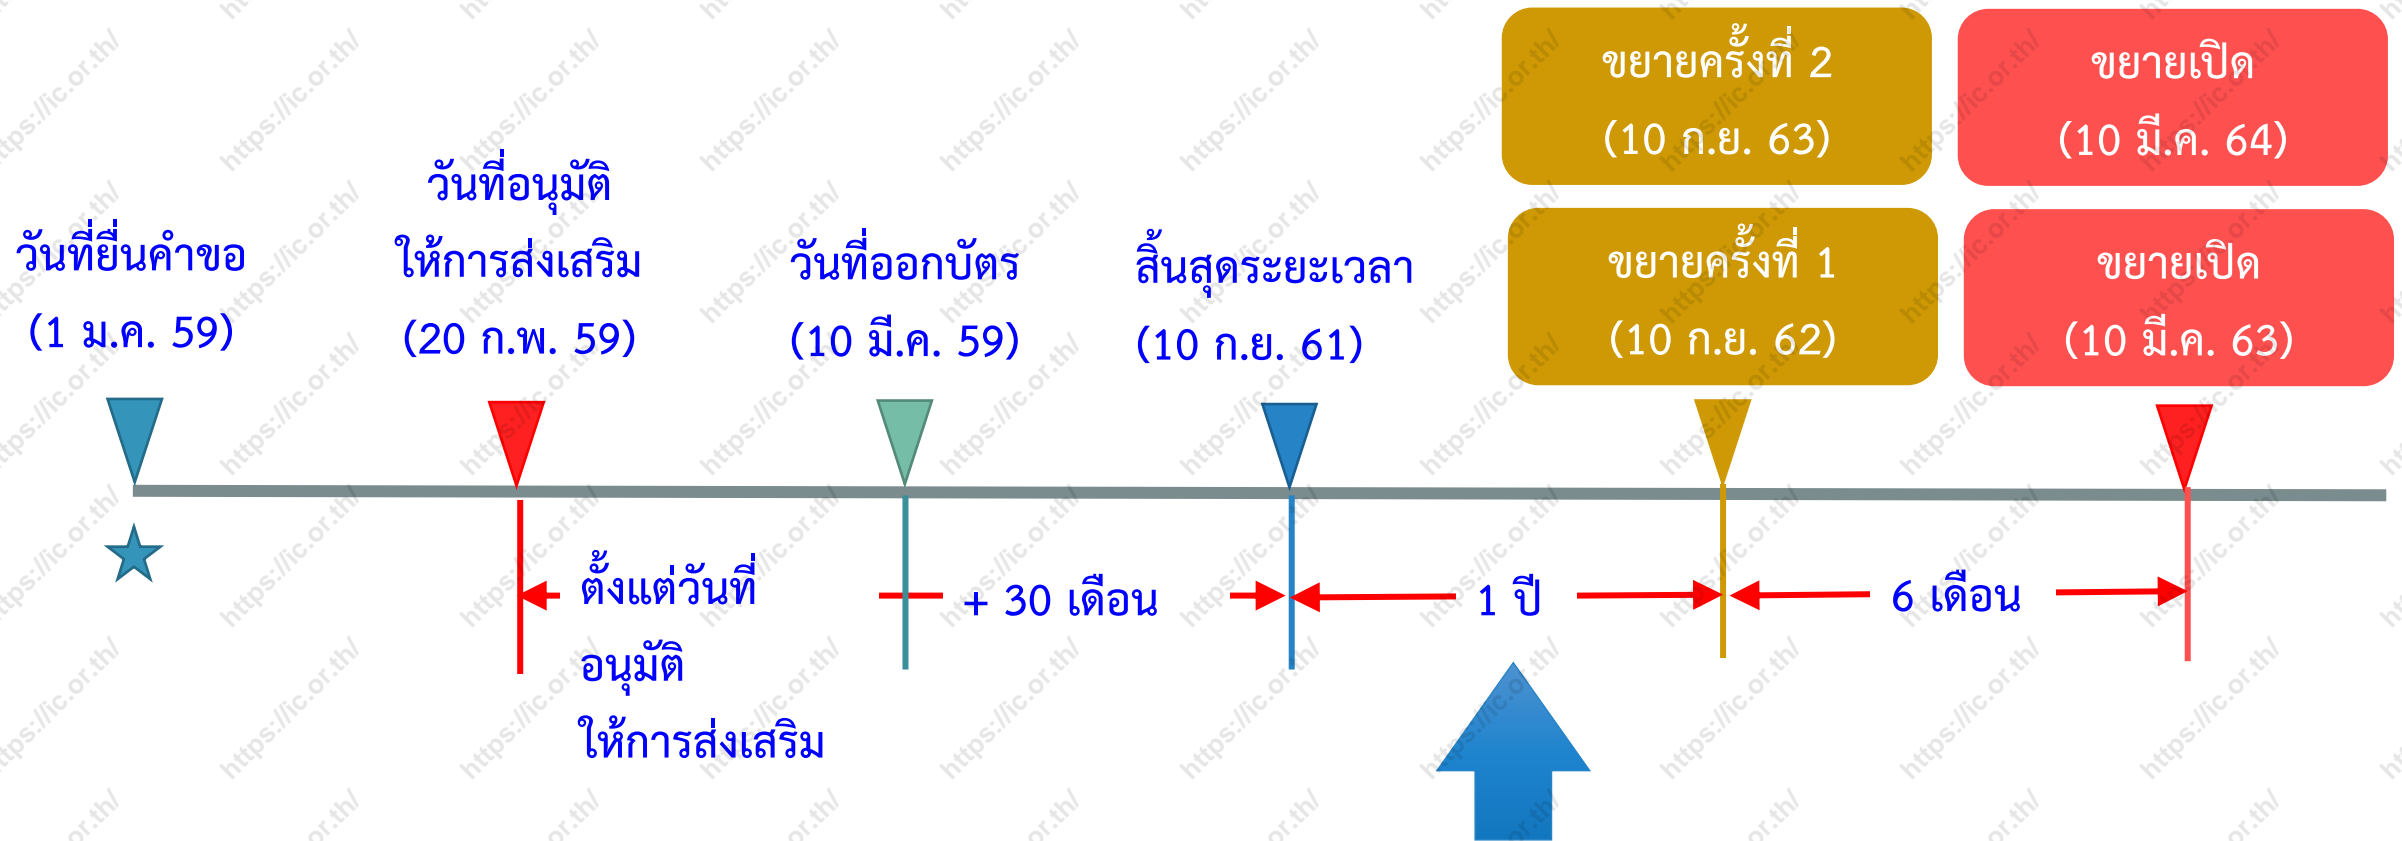 วันที่ยื่นคำขอ
(1 ม.ค. 59)
วันที่อนุมัติ
ให้การส่งเสริม
(20 ก.พ. 59)
วันที่ออกบัตร
(10 มี.ค. 59)
สิ้นสุดระยะเวลา
(10 ก.ย. 61)
ขยายครั้งที่ 2
(10 ก.ย. 63)
ขยายครั้งที่ 1
(10 ก.ย. 62)
ขยายเปิด
(10 มี.ค. 64)
ขยายเปิด
(10 มี.ค. 63)
ตั้งแต่วันที่
อนุมัติ
ให้การส่งเสริม
+ 30 เดือน
1 ปี
6 เดือน
https://ic.or.th/